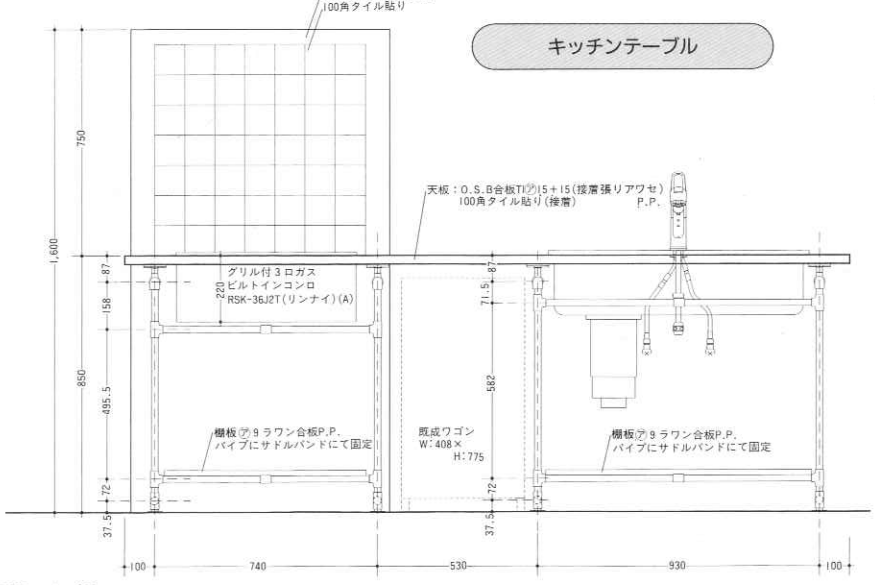 100角タイル貼り
キッチンテーブル
750
1,600
850
天板：O.S.B合板T1㋐15+15(接着張リアワセ)
100角タイル貼り(接着)
P.P.
87
158
495.5
72
37.5
220
グリル付3ロガス
ビルトインコンロ
RSK-36J2T(リンナイ)(A)
87
71.5
582
72
37.5
棚板㋐9ラワン合板P.P.
パイプにサドルバンドにて固定
既成ワゴン
W:408×
H:775
棚板㋐9ラワン合板P.P.
パイプにサドルバンドにて固定
100
740
530
930
100